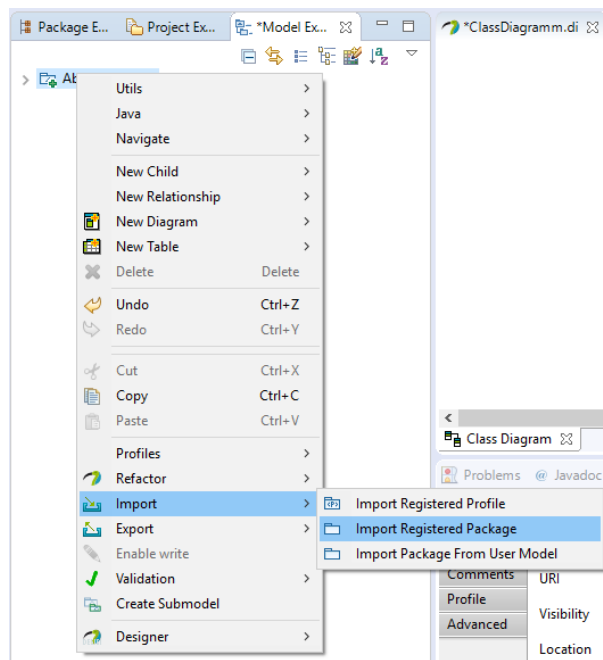 Package E... Project Ex... *Model Ex... *ClassDiagramm.di
Utils
Java
Navigate
New Child
New Relationship
New Diagram
New Table
Delete Delete
Undo Ctrl+Z
Redo Ctrl+Y
Cut Ctrl+X
Copy Ctrl+C
Paste Ctrl+V
Class Diagram
Profiles
Refactor
Problems @ Javadoc
Import
Import Registered Profile
Export
Import Registered Package
Enable write
Import Package From User Model
Validation
Comments URI
Create Submodel
Profile
Visibility
Advanced
Designer
Location